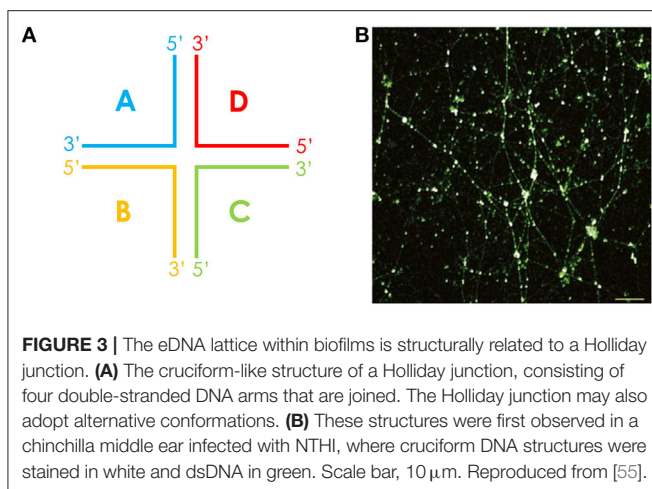 A
B
5’ 3’
A D
3’ 5’
5’ 3’
B C
3’ 5’
FIGURE 3 | The eDNA lattice within biofilms is structurally related to a Holliday
junction. (A) The cruciform-like structure of a Holliday junction, consisting of
four double-stranded DNA arms that are joined. The Holliday junction may also
adopt alternative conformations. (B) These structures were first observed in a
chinchilla middle ear infected with NTHI, where cruciform DNA structures were
stained in white and dsDNA in green. Scale bar, 10 μm. Reproduced from [55].